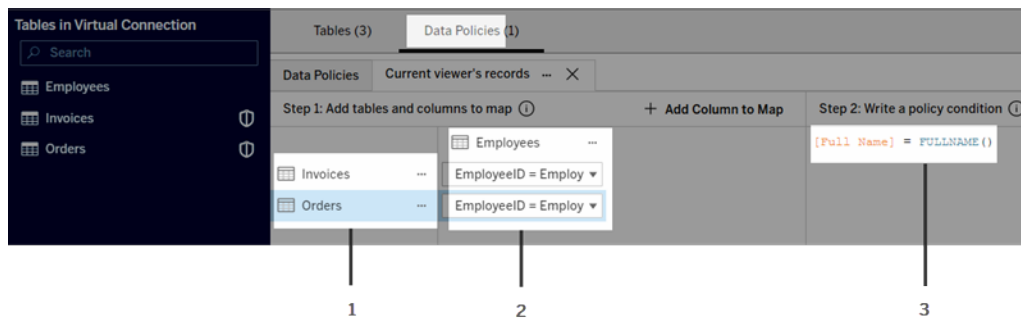 Tables in Virtual Connection
Search
Employees
Invoices
Orders
Tables (3)
Data Policies (1)
Data Policies
Current viewer's records
Step 1: Add tables and columns to map
+ Add Column to Map
Step 2: Write a policy condition
Employees
Invoices
EmployeeID = Employ
Orders
EmployeeID = Employ
[Full Name] = FULLNAME()
1
2
3